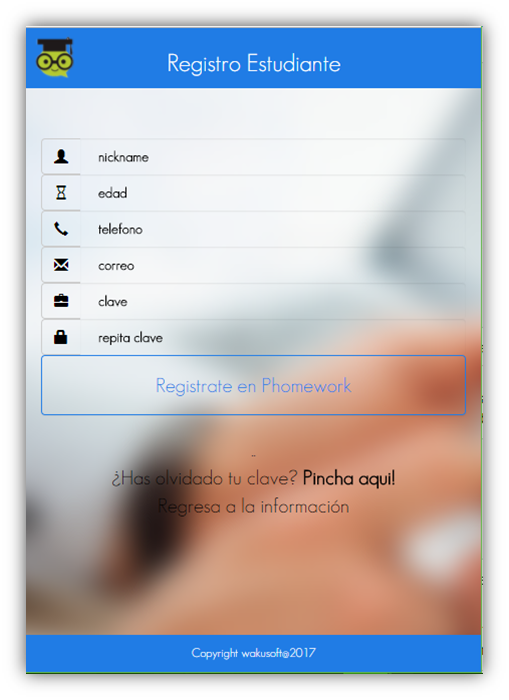 Registro Estudiante
nickname
edad
telefono
correo
clave
repita clave
Registrate en Phomework
-
¿Has olvidado tu clave? Pincha aqui!
Regresa a la información
Copyright wakusoft@2017